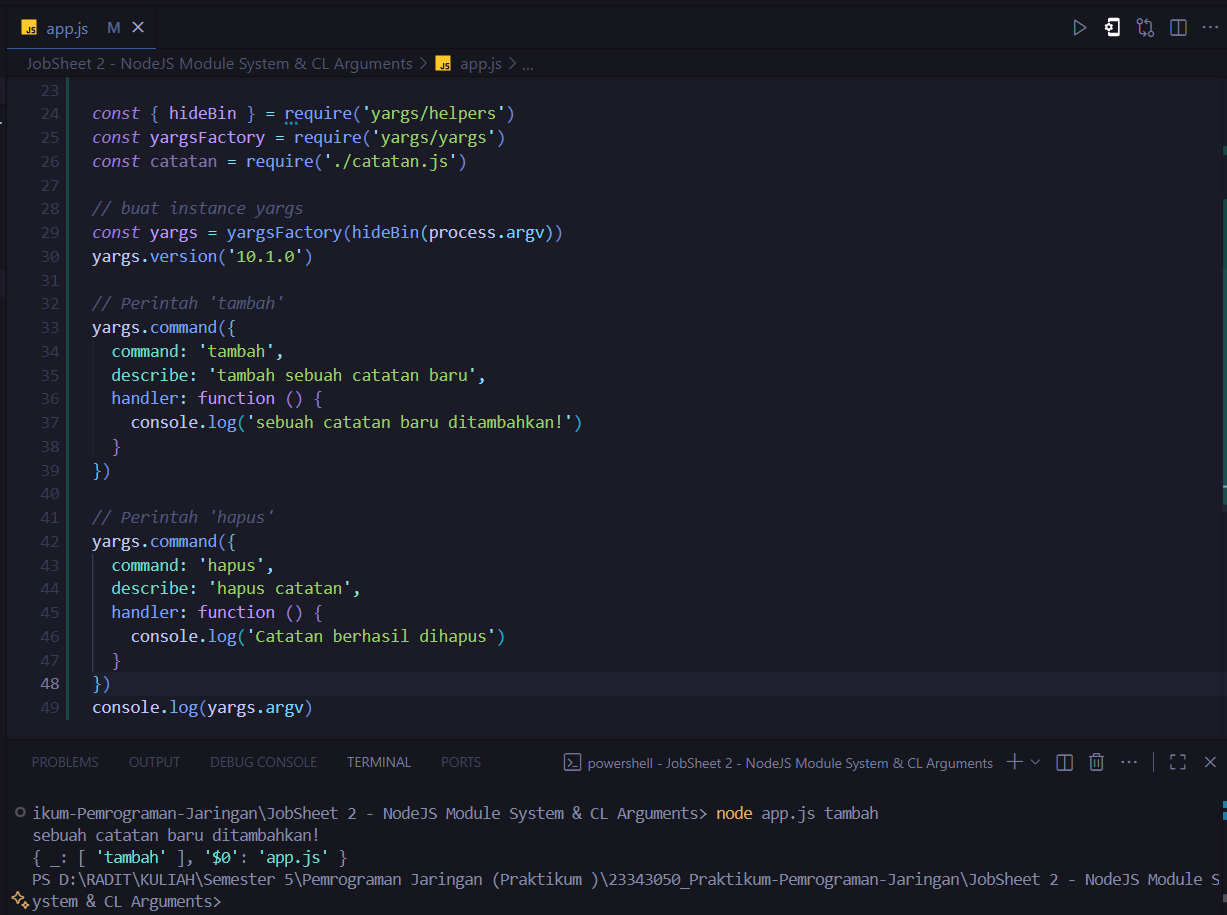 JS app.js M
JobSheet 2 - NodeJS Module System & CL Arguments > JS app.js > ...
23
24 const { hideBin } = require('yargs/helpers')
25 const yargsFactory = require('yargs/yargs')
26 const catatan = require('./catatan.js')
27
28 // buat instance yargs
29 const yargs = yargsFactory(hideBin(process.argv))
30 yargs.version('10.1.0')
31
32 // Perintah 'tambah'
33 yargs.command({
34   command: 'tambah',
35   describe: 'tambah sebuah catatan baru',
36   handler: function () {
37     console.log('sebuah catatan baru ditambahkan!')
38   }
39 })
40
41 // Perintah 'hapus'
42 yargs.command({
43   command: 'hapus',
44   describe: 'hapus catatan',
45   handler: function () {
46     console.log('Catatan berhasil dihapus')
47   }
48 })
49 console.log(yargs.argv)
PROBLEMS OUTPUT DEBUG CONSOLE TERMINAL PORTS powershell - JobSheet 2 - NodeJS Module System & CL Arguments
ikum-Pemrograman-Jaringan\JobSheet 2 - NodeJS Module System & CL Arguments> node app.js tambah
sebuah catatan baru ditambahkan!
{ _: [ 'tambah' ], '$0': 'app.js' }
PS D:\RADIT\KULIAH\Semester 5\Pemrograman Jaringan (Praktikum )\23343050_Praktikum-Pemrograman-Jaringan\JobSheet 2 - NodeJS Module S
ystem & CL Arguments>